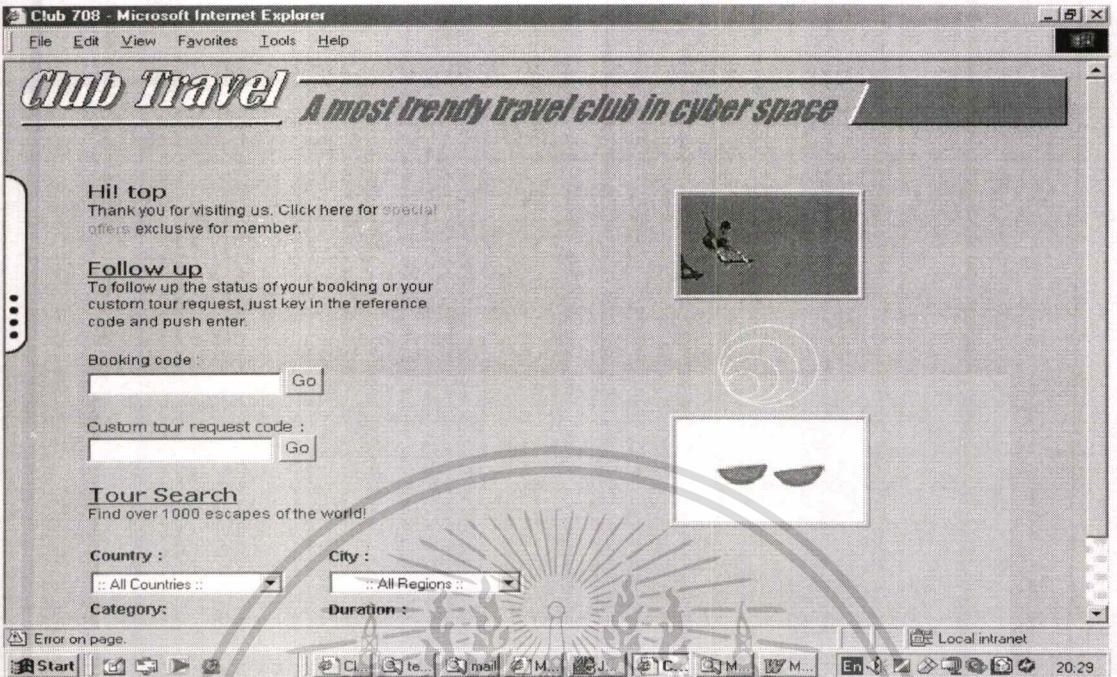 Club 708 - Microsoft Internet Explorer
File Edit View Favorites Tools Help
Club Travel
A most trendy travel club in cyber space
Hi! top
Thank you for visiting us. Click here for special
offers exclusive for member.
Follow up
To follow up the status of your booking or your
custom tour request, just key in the reference
code and push enter.
Booking code :
Go
Custom tour request code :
Go
Tour Search
Find over 1000 escapes of the world!
Country : City :
:: All Countries :: :: All Regions ::
Category: Duration :
Error on page. Local intranet
Start CL... te... mail M... J... C... M... M... En 20:29